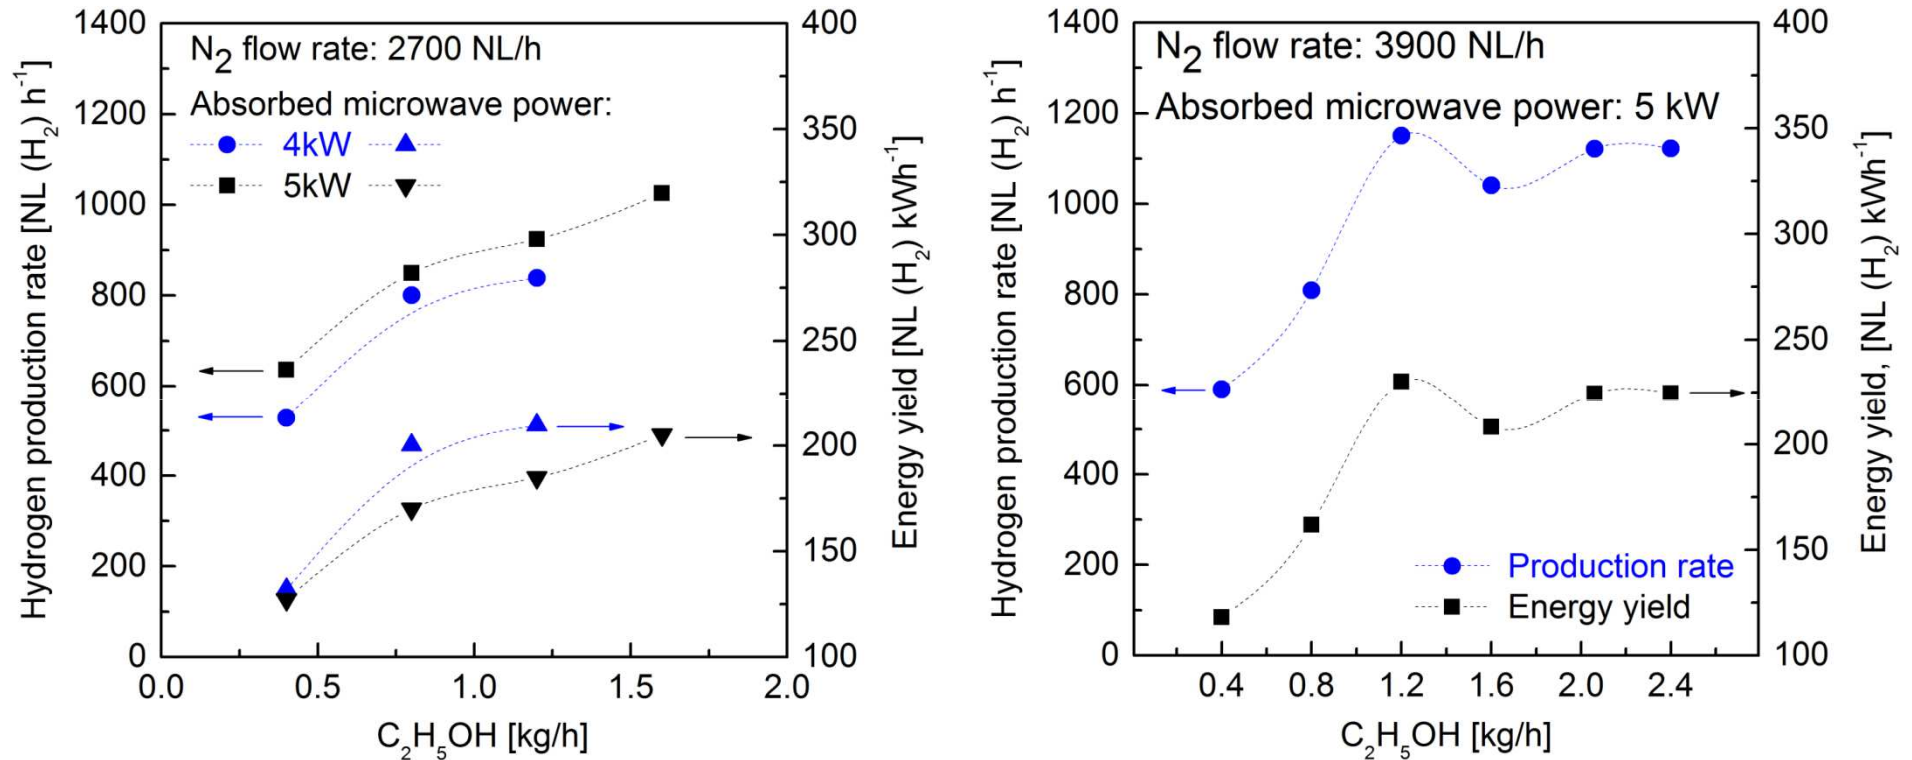 N2 flow rate: 2700 NL/h
Absorbed microwave power:
4kW
5kW
Hydrogen production rate [NL (H2) h-1]
1400
1200
1000
800
600
400
200
0
0.0 0.5 1.0 1.5 2.0
C2H5OH [kg/h]
400
350
300
250
200
150
100
Energy yield [NL (H2) kWh-1]
N2 flow rate: 3900 NL/h
Absorbed microwave power: 5 kW
Hydrogen production rate [NL (H2) h-1]
1400
1200
1000
800
600
400
200
0
Production rate
Energy yield
0.4 0.8 1.2 1.6 2.0 2.4
C2H5OH [kg/h]
400
350
300
250
200
150
100
Energy yield, [NL (H2) kWh-1]